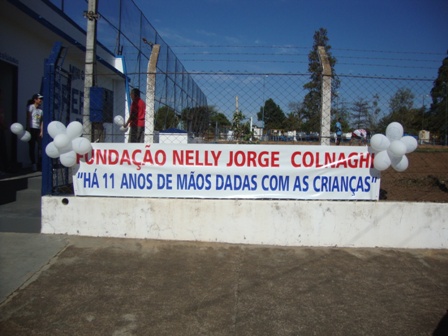 FUNDAÇÃO NELLY JORGE COLNAGHI
"HÁ 11 ANOS DE MÃOS DADAS COM AS CRIANÇAS"